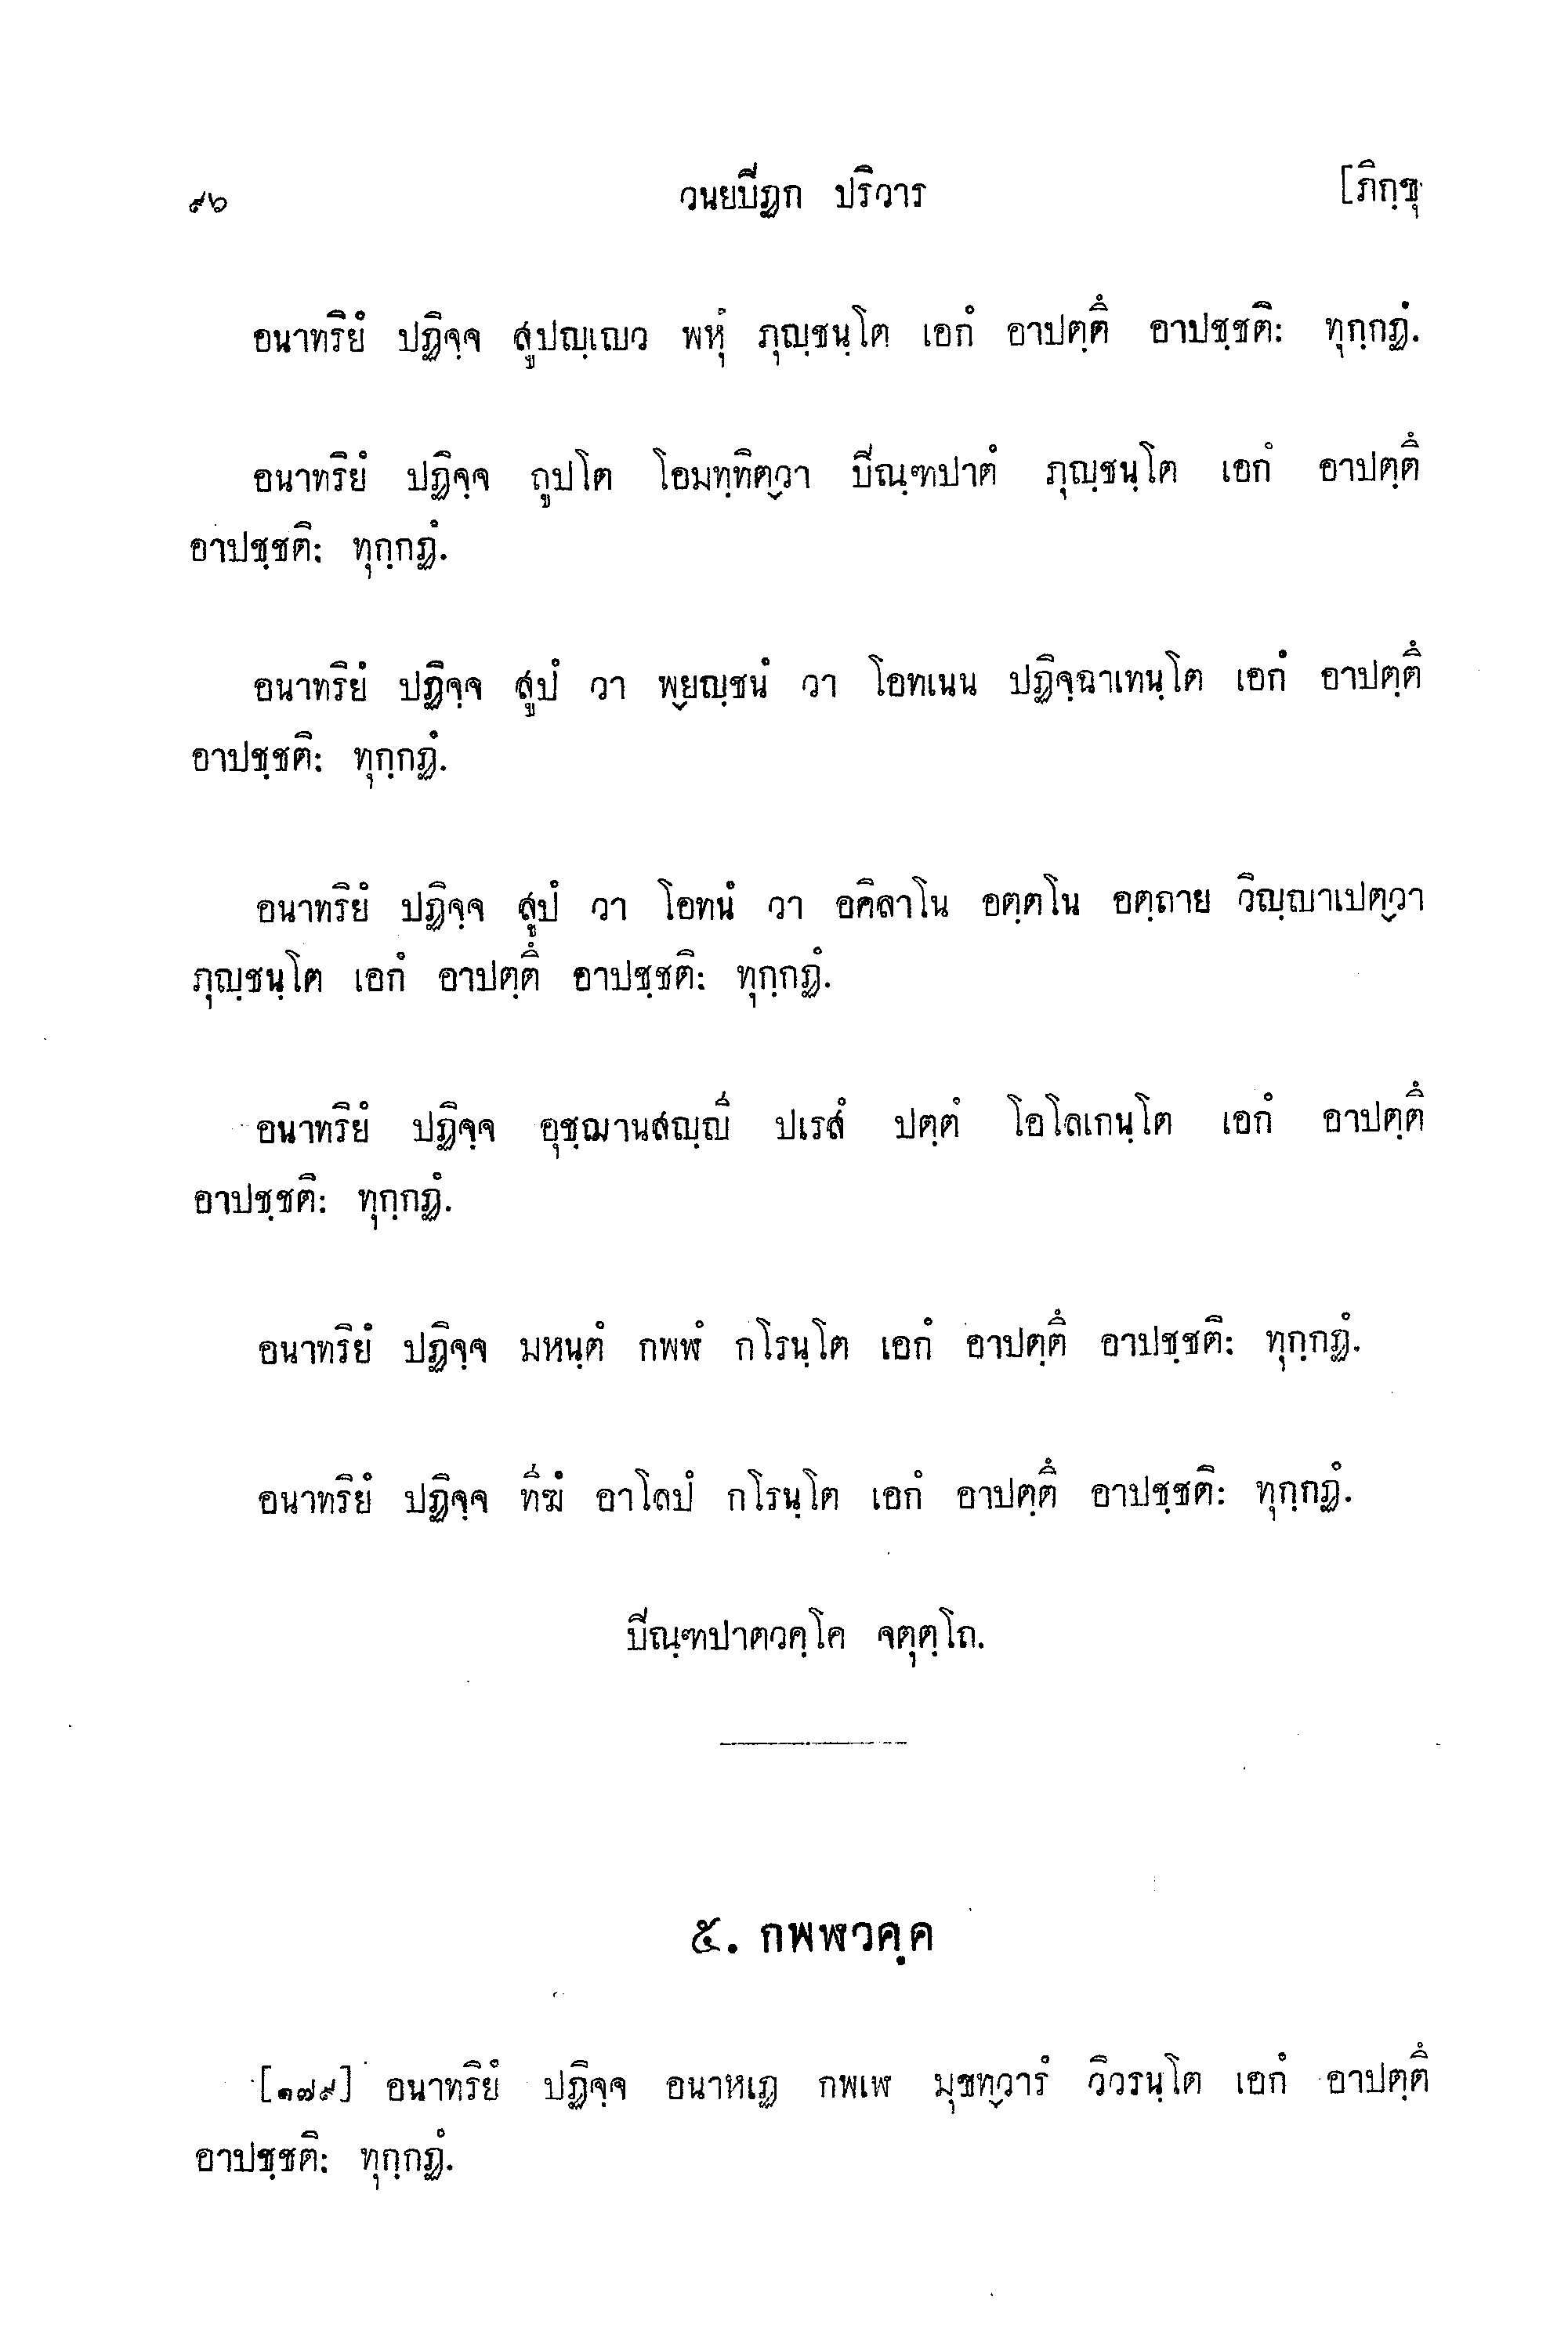 ๙๖ วนยบีฏก ปริวาร [ภิกฺขุ
อนาทริยํ ปฏิจฺจ สูปญฺเญว พหุํ ภุญฺชนฺโต เอกํ อาปตฺตึ อาปชฺชติ: ทุกฺกฏํ.
อนาทริยํ ปฏิจฺจ ถูปโต โอมทฺทิตฺวา บีณฺฑปาตํ ภุญฺชนฺโต เอกํ อาปตฺตึ
อาปชฺชติ: ทุกฺกฏํ.
อนาทริยํ ปฏิจฺจ สูปํ วา พฺยญฺชนํ วา โอทเนน ปฏิจฺฉาเทนฺโต เอกํ อาปตฺตึ
อาปชฺชติ: ทุกฺกฏํ.
อนาทริยํ ปฏิจฺจ สูปํ วา โอทนํ วา อคิลาโน อตฺตโน อตฺถาย วิญฺญาเปตฺวา
ภุญฺชนฺโต เอกํ อาปตฺตึ อาปชฺชติ: ทุกฺกฏํ.
อนาทริยํ ปฏิจฺจ อุชฺฌานสญฺญี ปเรสํ ปตฺตํ โอโลเกนฺโต เอกํ อาปตฺตึ
อาปชฺชติ: ทุกฺกฏํ.
อนาทริยํ ปฏิจฺจ มหนฺตํ กพพํ กโรนฺโต เอกํ อาปตฺตึ อาปชฺชติ: ทุกฺกฏํ.
อนาทริยํ ปฏิจฺจ ทีฆํ อาโลปํ กโรนฺโต เอกํ อาปตฺตึ อาปชฺชติ: ทุกฺกฏํ.
บีณฺฑปาตวคฺโค จตุตฺโถ.
๕. กพฬวคฺค
[๑๗๙] อนาทริยํ ปฏิจฺจ อนาหเฏ กพเฬ มุขทฺวารํ วิวรนฺโต เอกํ อาปตฺตึ
อาปชฺชติ: ทุกฺกฏํ.